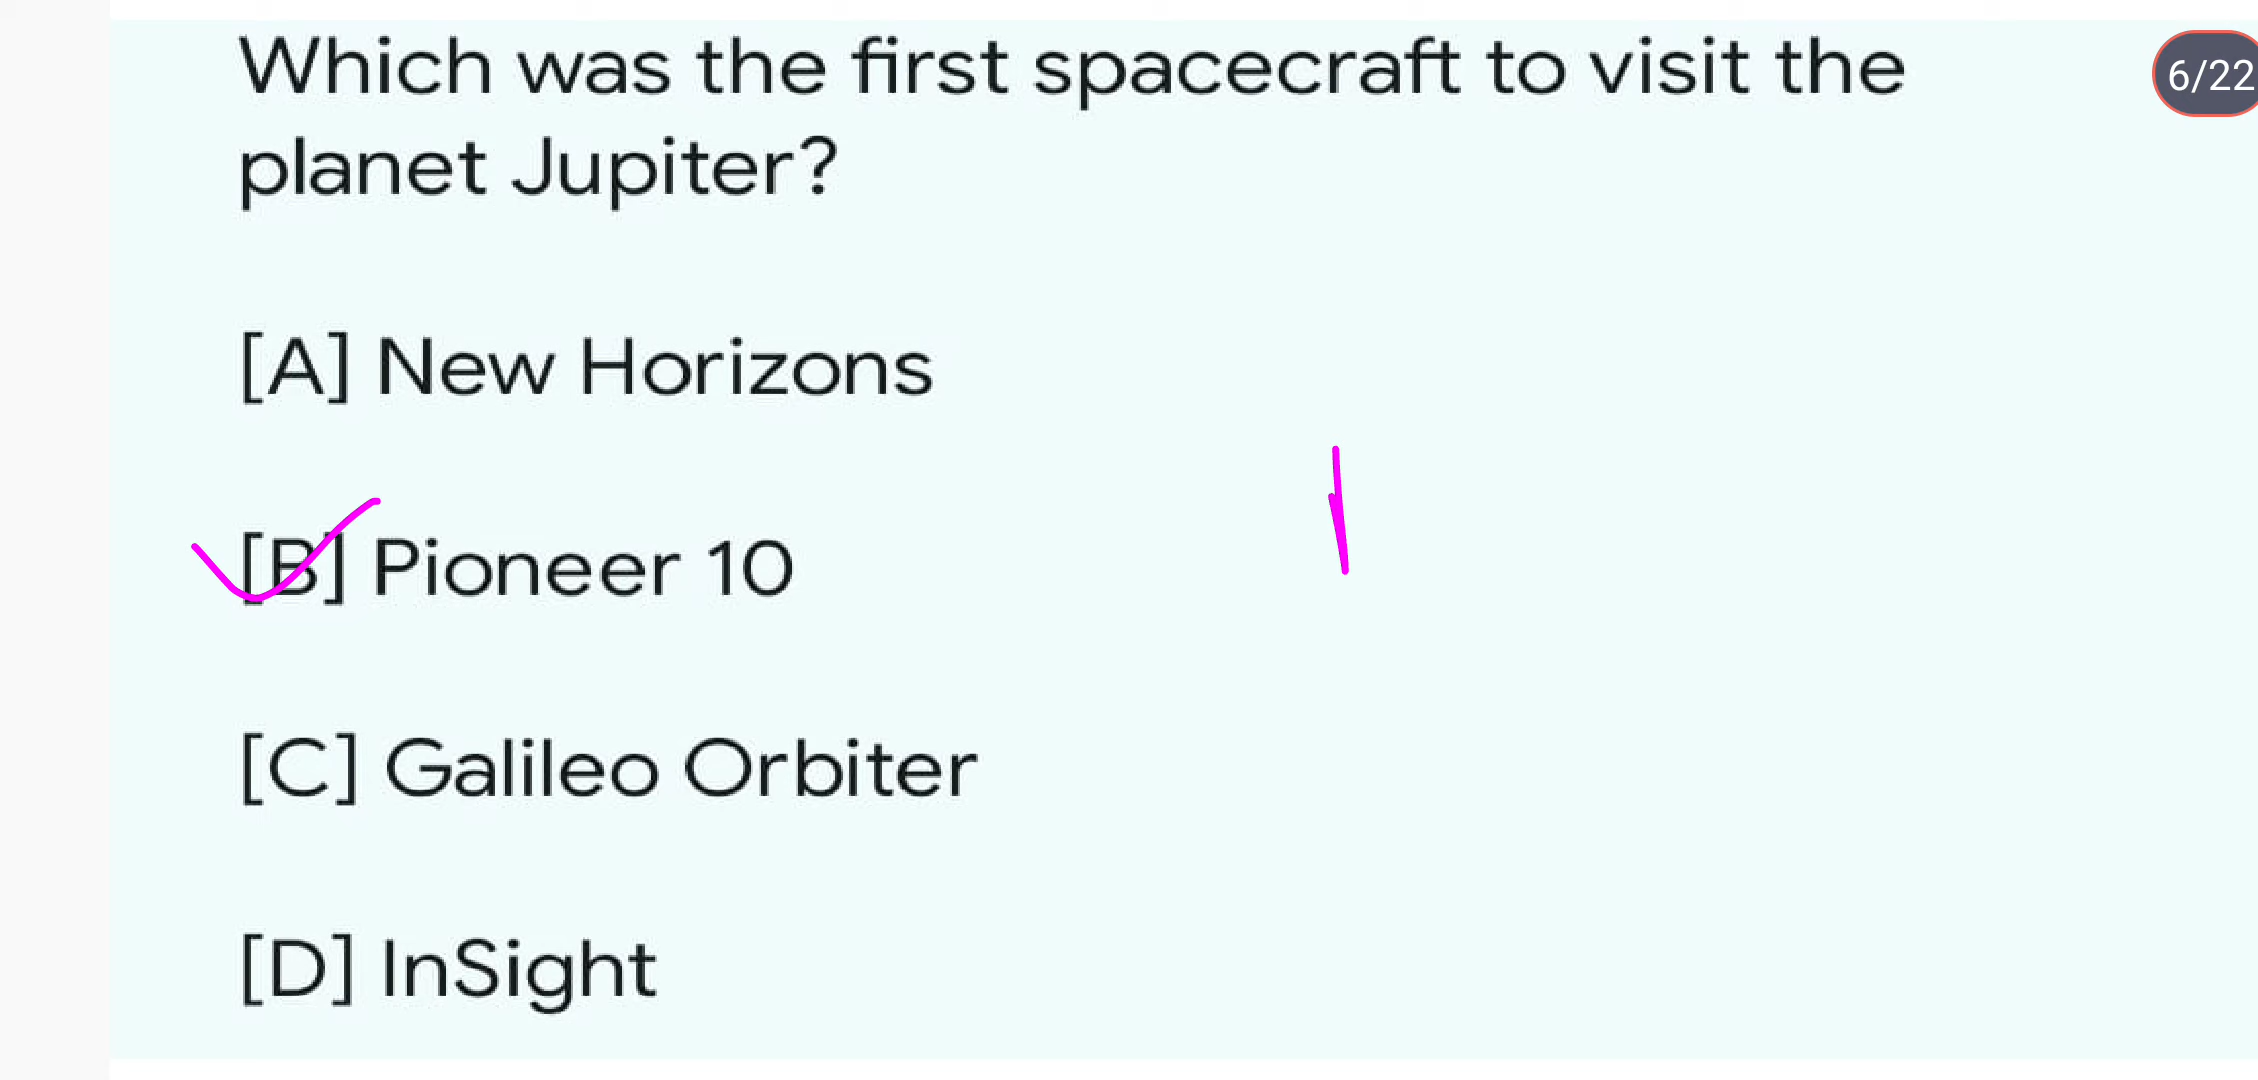 Which was the first spacecraft to visit the
6/22
planet Jupiter?
[A] New Horizons
[B] Pioneer 10
[C] Galileo Orbiter
[D] InSight